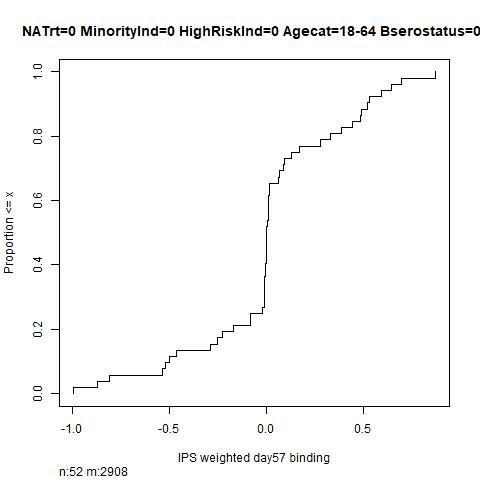 NATrt=0 MinorityInd=0 HighRiskInd=0 Agecat=18-64 Bserostatus=0
Proportion <= x
1.0
0.8
0.6
0.4
0.2
0.0
-1.0 -0.5 0.0 0.5
IPS weighted day57 binding
n:52 m:2908